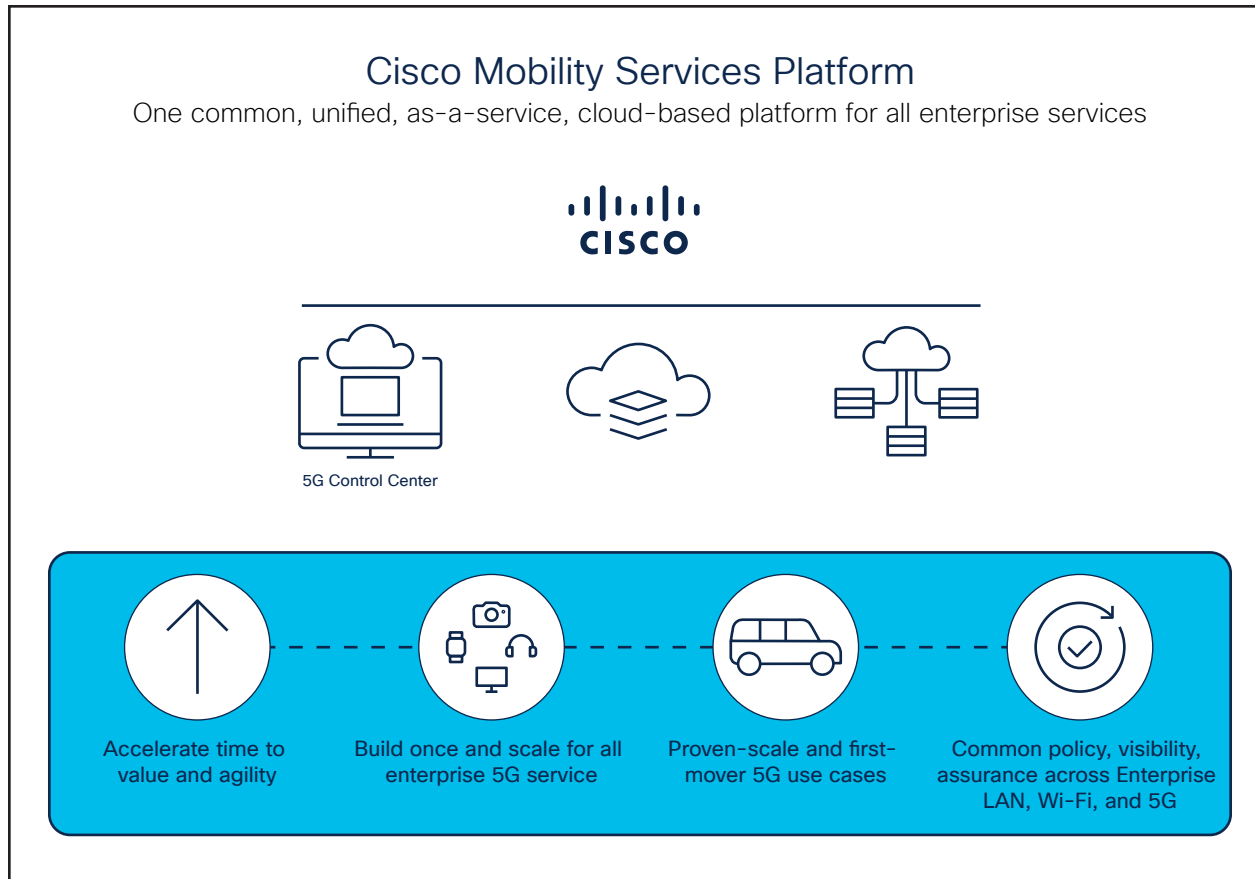 Cisco Mobility Services Platform
One common, unified, as-a-service, cloud-based platform for all enterprise services
CISCO
5G Control Center
Accelerate time to
value and agility
Build once and scale for all
enterprise 5G service
Proven-scale and first-
mover 5G use cases
Common policy, visibility,
assurance across Enterprise
LAN, Wi-Fi, and 5G